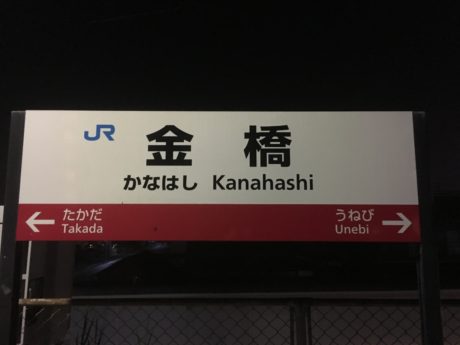 JR 金橋
かなはし Kanahashi
← たかだ うねび →
Takada Unebi